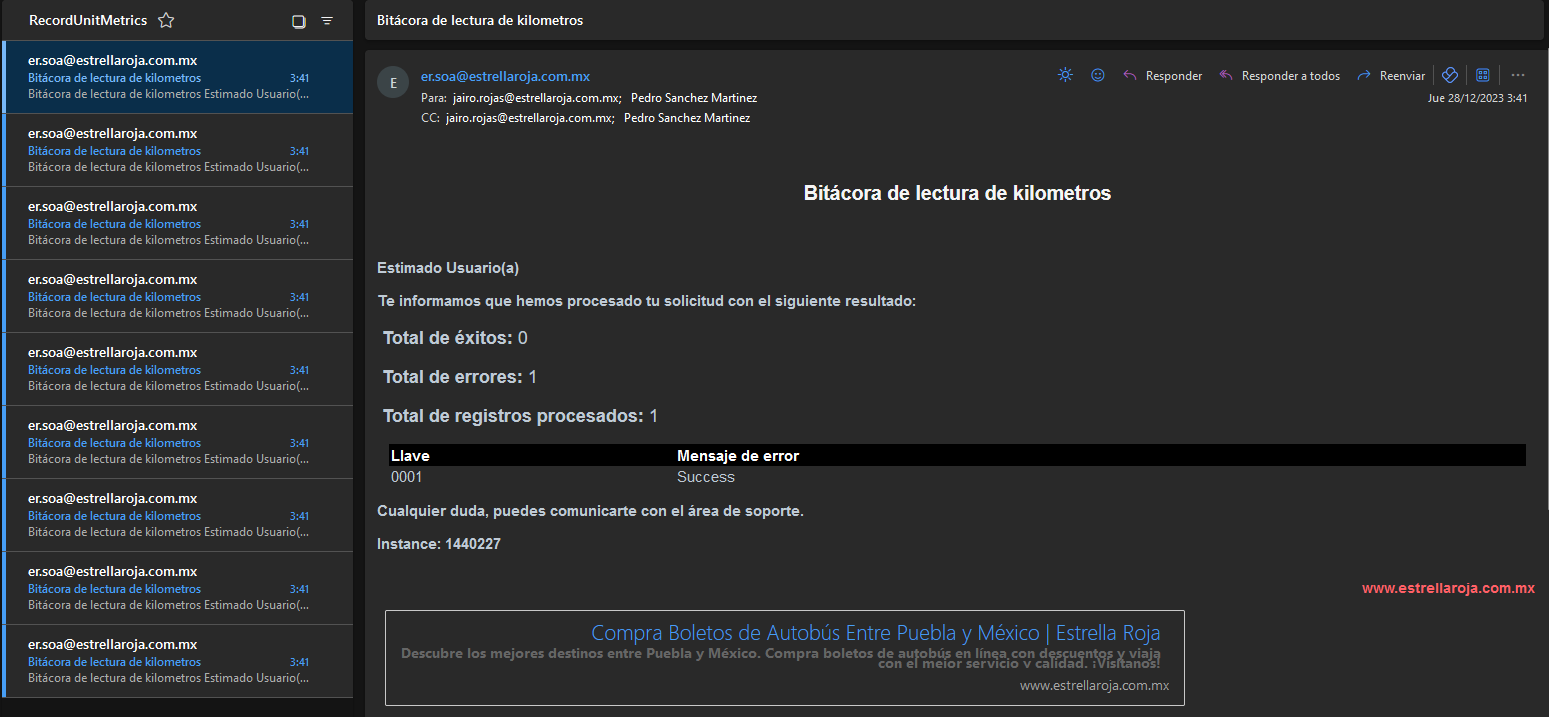 RecordUnitMetrics
er.soa@estrellaroja.com.mx
Bitácora de lectura de kilometros 3:41
Bitácora de lectura de kilometros Estimado Usuario(...
er.soa@estrellaroja.com.mx
Bitácora de lectura de kilometros 3:41
Bitácora de lectura de kilometros Estimado Usuario(...
er.soa@estrellaroja.com.mx
Bitácora de lectura de kilometros 3:41
Bitácora de lectura de kilometros Estimado Usuario(...
er.soa@estrellaroja.com.mx
Bitácora de lectura de kilometros 3:41
Bitácora de lectura de kilometros Estimado Usuario(...
er.soa@estrellaroja.com.mx
Bitácora de lectura de kilometros 3:41
Bitácora de lectura de kilometros Estimado Usuario(...
er.soa@estrellaroja.com.mx
Bitácora de lectura de kilometros 3:41
Bitácora de lectura de kilometros Estimado Usuario(...
er.soa@estrellaroja.com.mx
Bitácora de lectura de kilometros 3:41
Bitácora de lectura de kilometros Estimado Usuario(...
er.soa@estrellaroja.com.mx
Bitácora de lectura de kilometros 3:41
Bitácora de lectura de kilometros Estimado Usuario(...
er.soa@estrellaroja.com.mx
Bitácora de lectura de kilometros 3:41
Bitácora de lectura de kilometros Estimado Usuario(...
Bitácora de lectura de kilometros
E
er.soa@estrellaroja.com.mx
Responder Responder a todos Reenviar
Para: jairo.rojas@estrellaroja.com.mx; Pedro Sanchez Martinez
Jue 28/12/2023 3:41
CC: jairo.rojas@estrellaroja.com.mx; Pedro Sanchez Martinez
Bitácora de lectura de kilometros
Estimado Usuario(a)
Te informamos que hemos procesado tu solicitud con el siguiente resultado:
Total de éxitos: 0
Total de errores: 1
Total de registros procesados: 1
Llave Mensaje de error
0001 Success
Cualquier duda, puedes comunicarte con el área de soporte.
Instance: 1440227
www.estrellaroja.com.mx
Compra Boletos de Autobús Entre Puebla y México | Estrella Roja
Descubre los mejores destinos entre Puebla y México. Compra boletos de autobús en línea con descuentos y viaja
con el mejor servicio y calidad. ¡Visítanos!
www.estrellaroja.com.mx